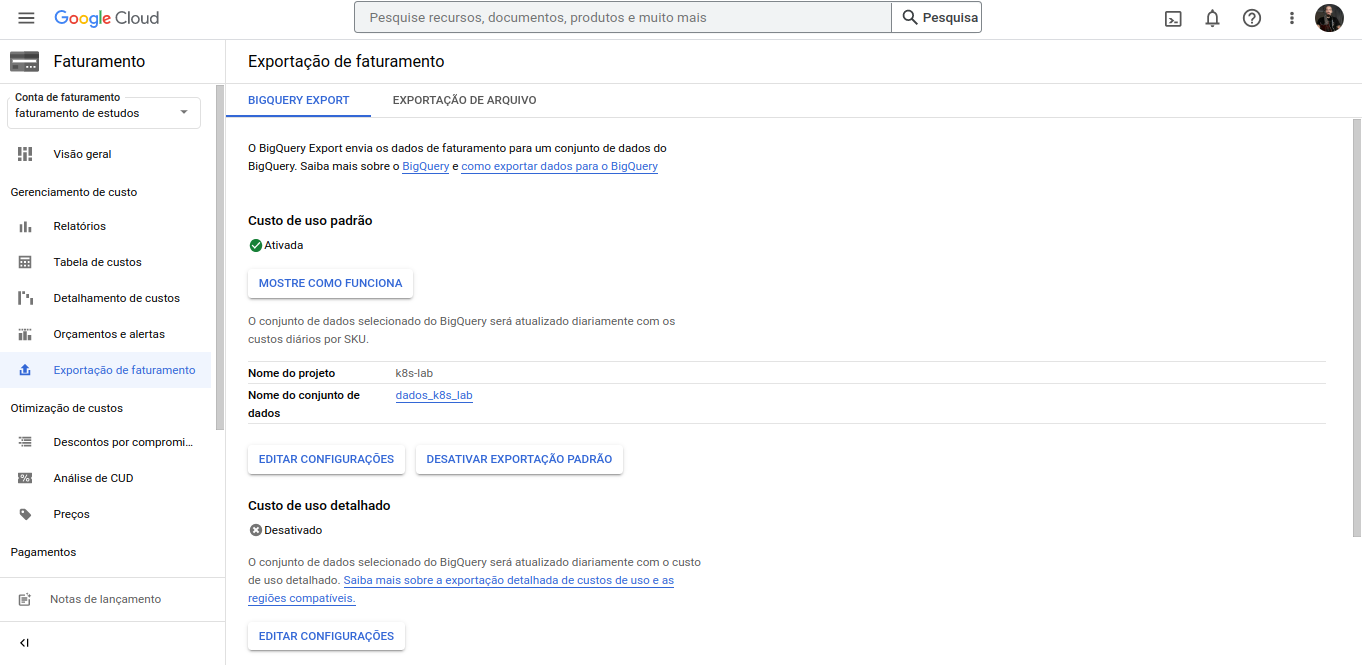 Google Cloud
Pesquise recursos, documentos, produtos e muito mais
Pesquisa
Faturamento
Exportação de faturamento
Conta de faturamento
faturamento de estudos
Visão geral
Gerenciamento de custo
Relatórios
Tabela de custos
Detalhamento de custos
Orçamentos e alertas
Exportação de faturamento
Otimização de custos
Descontos por compromi...
Análise de CUD
Preços
Pagamentos
Notas de lançamento
BIGQUERY EXPORT
EXPORTAÇÃO DE ARQUIVO
O BigQuery Export envia os dados de faturamento para um conjunto de dados do
BigQuery. Saiba mais sobre o BigQuery e como exportar dados para o BigQuery
Custo de uso padrão
Ativada
MOSTRE COMO FUNCIONA
O conjunto de dados selecionado do BigQuery será atualizado diariamente com os
custos diários por SKU.
Nome do projeto k8s-lab
Nome do conjunto de dados_k8s_lab
dados
EDITAR CONFIGURAÇÕES DESATIVAR EXPORTAÇÃO PADRÃO
Custo de uso detalhado
Desativado
O conjunto de dados selecionado do BigQuery será atualizado diariamente com o custo
de uso detalhado. Saiba mais sobre a exportação detalhada de custos de uso e as
regiões compatíveis.
EDITAR CONFIGURAÇÕES